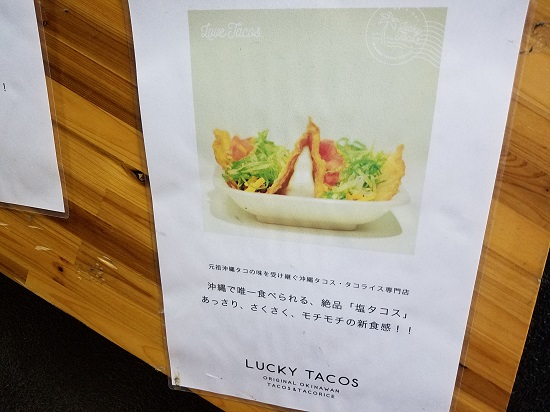 Love Tacos
！
元祖沖縄タコの味を受け継ぐ沖縄タコス・タコライス専門店
沖縄で唯一食べられる、絶品「塩タコス」
あっさり、さくさく、モチモチの新食感！！
LUCKY TACOS
ORIGINAL OKINAWAN
TACOS & TACORICE